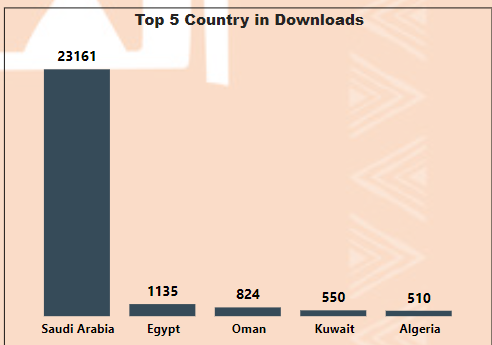 Top 5 Country in Downloads
23161
1135
824
550
510
Saudi Arabia Egypt Oman Kuwait Algeria